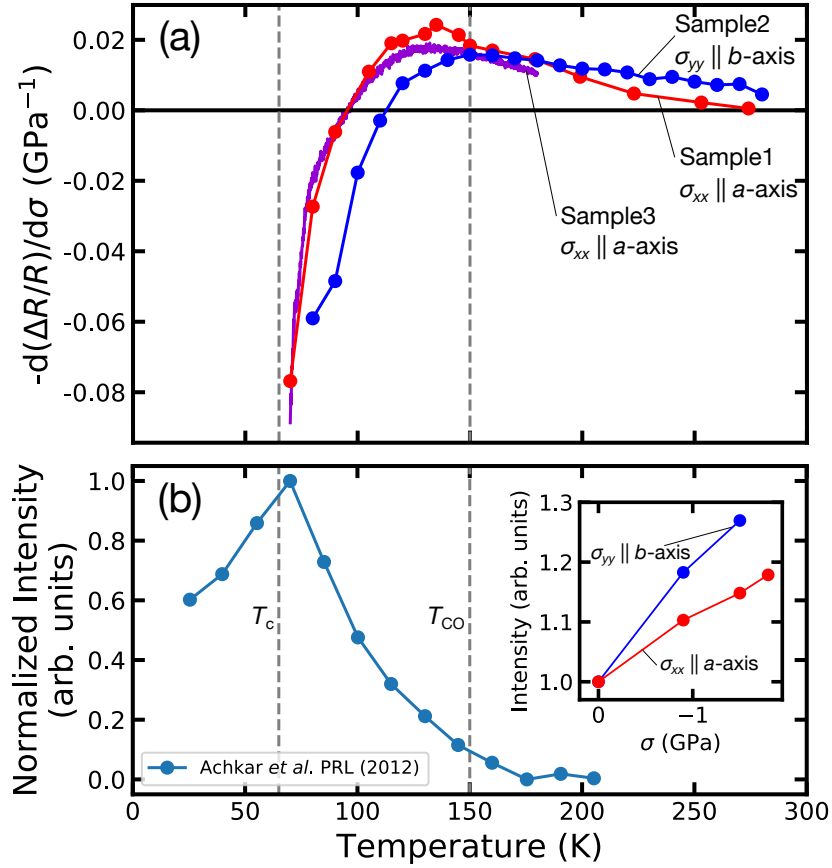 (a)
-d(ΔR/R)/dσ (GPa⁻¹)
0.02
0.00
-0.02
-0.04
-0.06
-0.08
Sample2
σyy || b-axis
Sample1
σxx || a-axis
Sample3
σxx || a-axis
(b)
Normalized Intensity
(arb. units)
1.0
0.8
0.6
0.4
0.2
0.0
Tc
TCO
Achkar et al. PRL (2012)
Intensity (arb. units)
1.3
1.2
1.1
1.0
σyy || b-axis
σxx || a-axis
0 −1
σ (GPa)
0 50 100 150 200 250 300
Temperature (K)